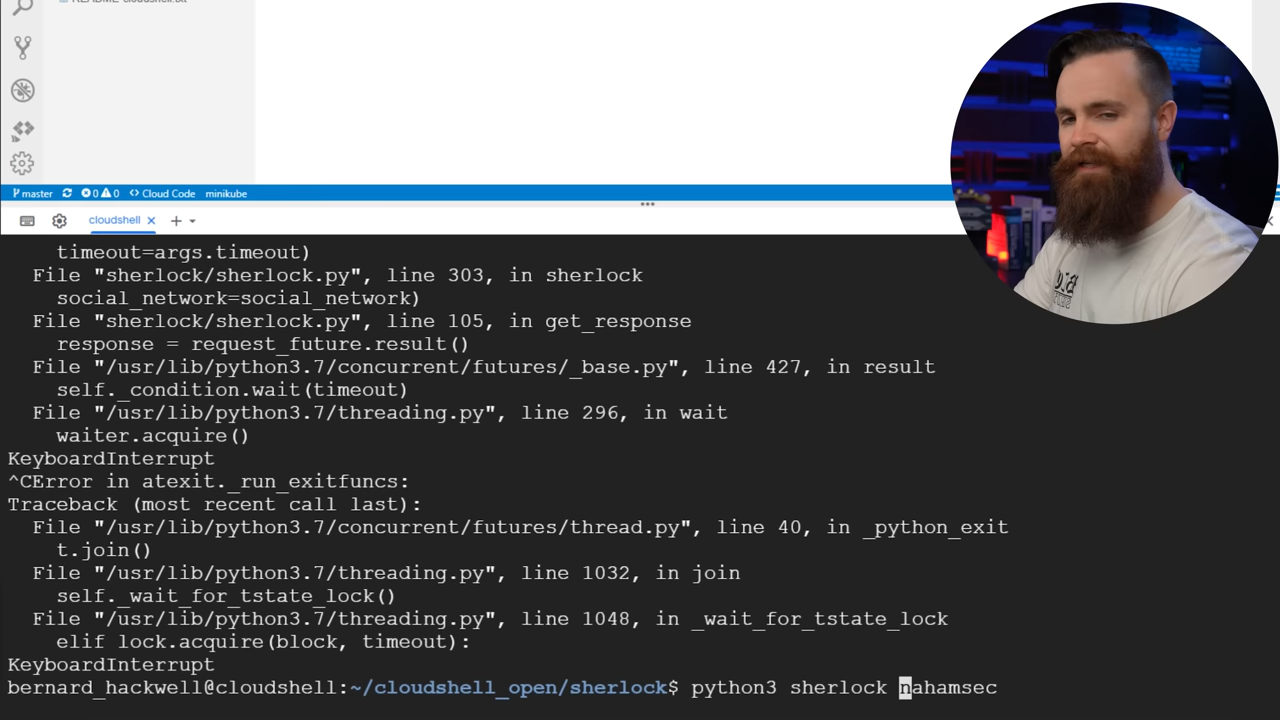 README-cloudshell.txt
master 0 0 Cloud Code minikube
cloudshell
timeout=args.timeout)
File "sherlock/sherlock.py", line 303, in sherlock
social_network=social_network)
File "sherlock/sherlock.py", line 105, in get_response
response = request_future.result()
File "/usr/lib/python3.7/concurrent/futures/_base.py", line 427, in result
self._condition.wait(timeout)
File "/usr/lib/python3.7/threading.py", line 296, in wait
waiter.acquire()
KeyboardInterrupt
^CError in atexit._run_exitfuncs:
Traceback (most recent call last):
File "/usr/lib/python3.7/concurrent/futures/thread.py", line 40, in _python_exit
t.join()
File "/usr/lib/python3.7/threading.py", line 1032, in join
self._wait_for_tstate_lock()
File "/usr/lib/python3.7/threading.py", line 1048, in _wait_for_tstate_lock
elif lock.acquire(block, timeout):
KeyboardInterrupt
bernard_hackwell@cloudshell:~/cloudshell_open/sherlock$ python3 sherlock nahamsec